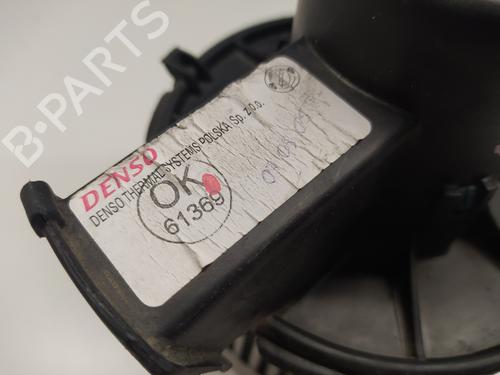 DENSO
DENSO THERMAL SYSTEMS POLSKA Sp. z o.o.
OK
61369
B-PARTS